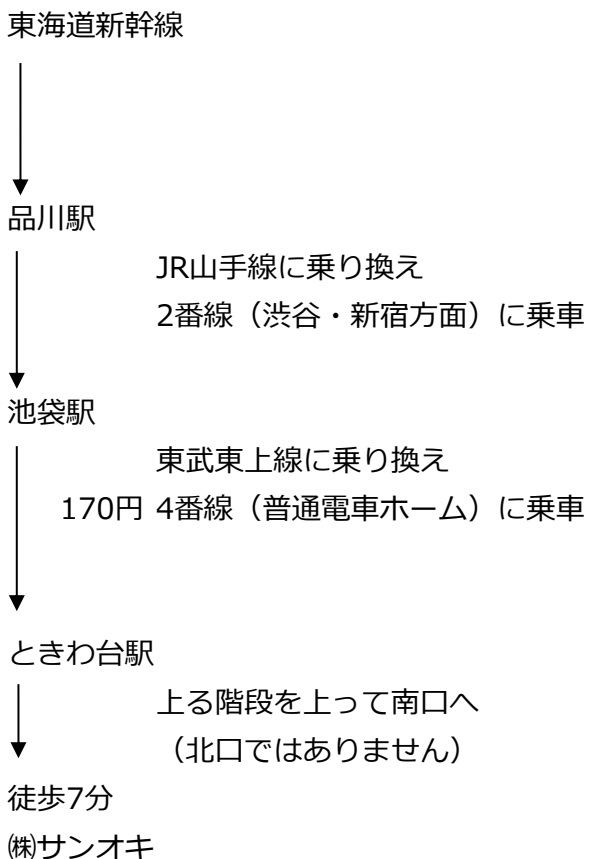 東海道新幹線
品川駅
JR山手線に乗り換え
2番線（渋谷・新宿方面）に乗車
池袋駅
東武東上線に乗り換え
170円 4番線（普通電車ホーム）に乗車
ときわ台駅
上る階段を上って南口へ
（北口ではありません）
徒歩7分
㈱サンオキ